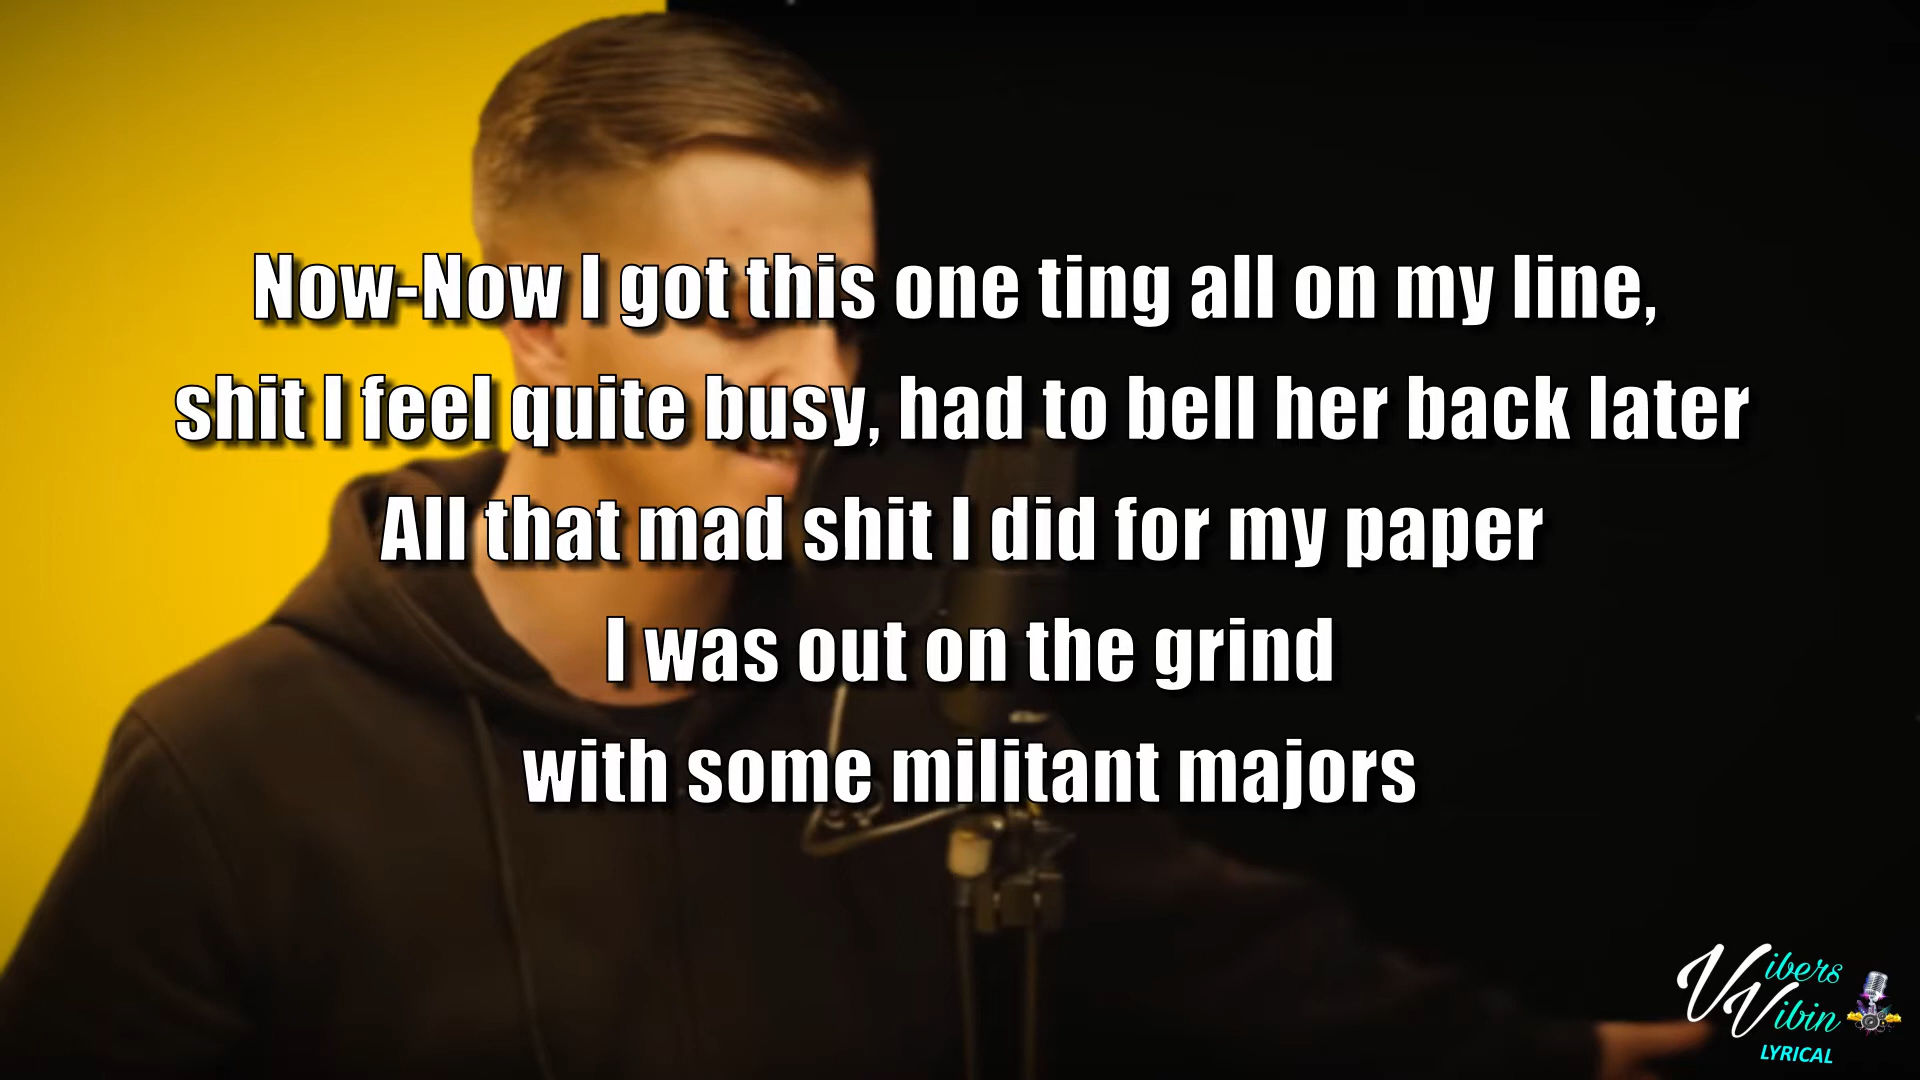 Now-Now I got this one ting all on my line,
shit I feel quite busy, had to bell her back later
All that mad shit I did for my paper
I was out on the grind
with some militant majors
Vibers
Vibin
LYRICAL